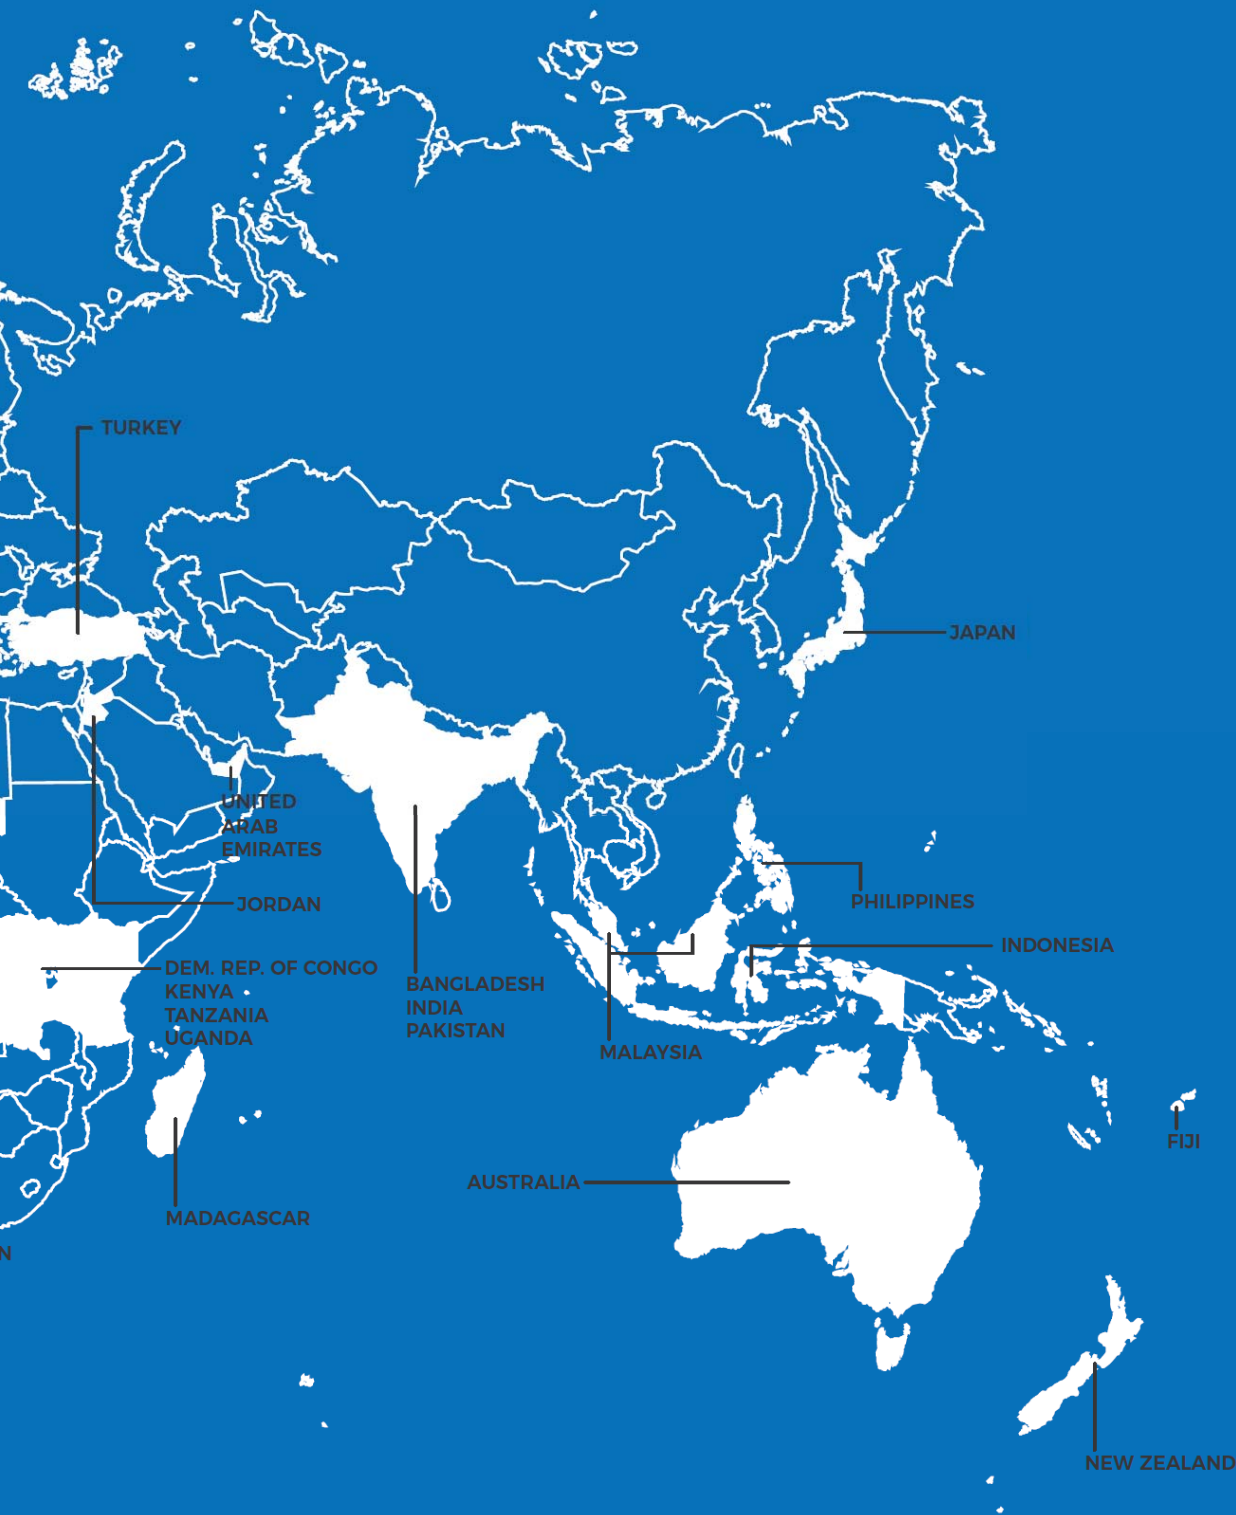 TURKEY
JAPAN
UNITED
ARAB
EMIRATES
JORDAN
PHILIPPINES
INDONESIA
DEM. REP. OF CONGO
KENYA
TANZANIA
UGANDA
BANGLADESH
INDIA
PAKISTAN
MALAYSIA
FIJI
AUSTRALIA
MADAGASCAR
N
NEW ZEALAND